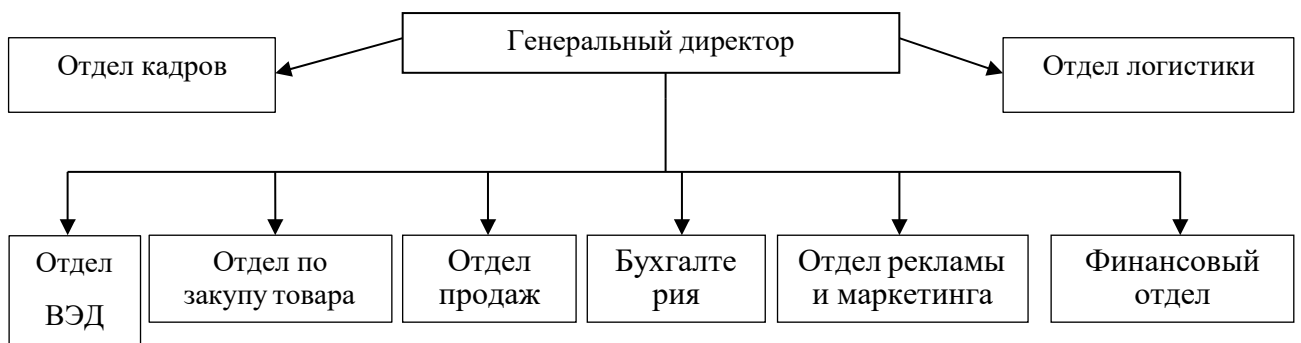 Генеральный директор
Отдел кадров
Отдел логистики
Отдел
ВЭД
Отдел по
закупу товара
Отдел
продаж
Бухгалте
рия
Отдел рекламы
и маркетинга
Финансовый
отдел